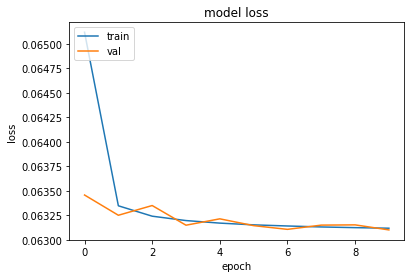 model loss
train
val
0.06500
0.06475
0.06450
0.06425
0.06400
0.06375
0.06350
0.06325
0.06300
loss
0 2 4 6 8
epoch